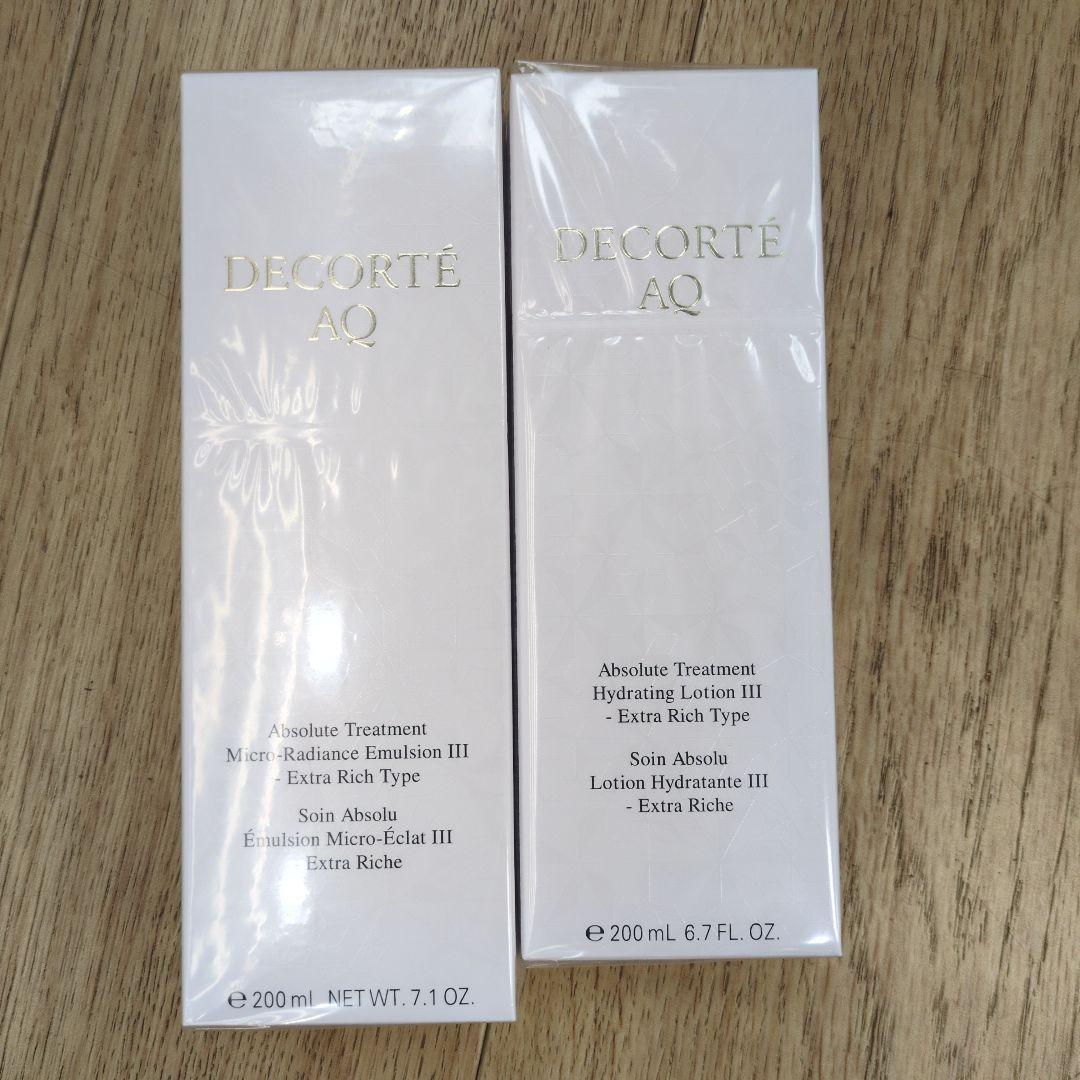 DECORTÉ
AQ
Absolute Treatment
Micro-Radiance Emulsion III
- Extra Rich Type
Soin Absolu
Émulsion Micro-Éclat III
- Extra Riche
℮ 200 mL NET WT. 7.1 OZ.
DECORTÉ
AQ
Absolute Treatment
Hydrating Lotion III
- Extra Rich Type
Soin Absolu
Lotion Hydratante III
- Extra Riche
℮ 200 mL 6.7 FL. OZ.